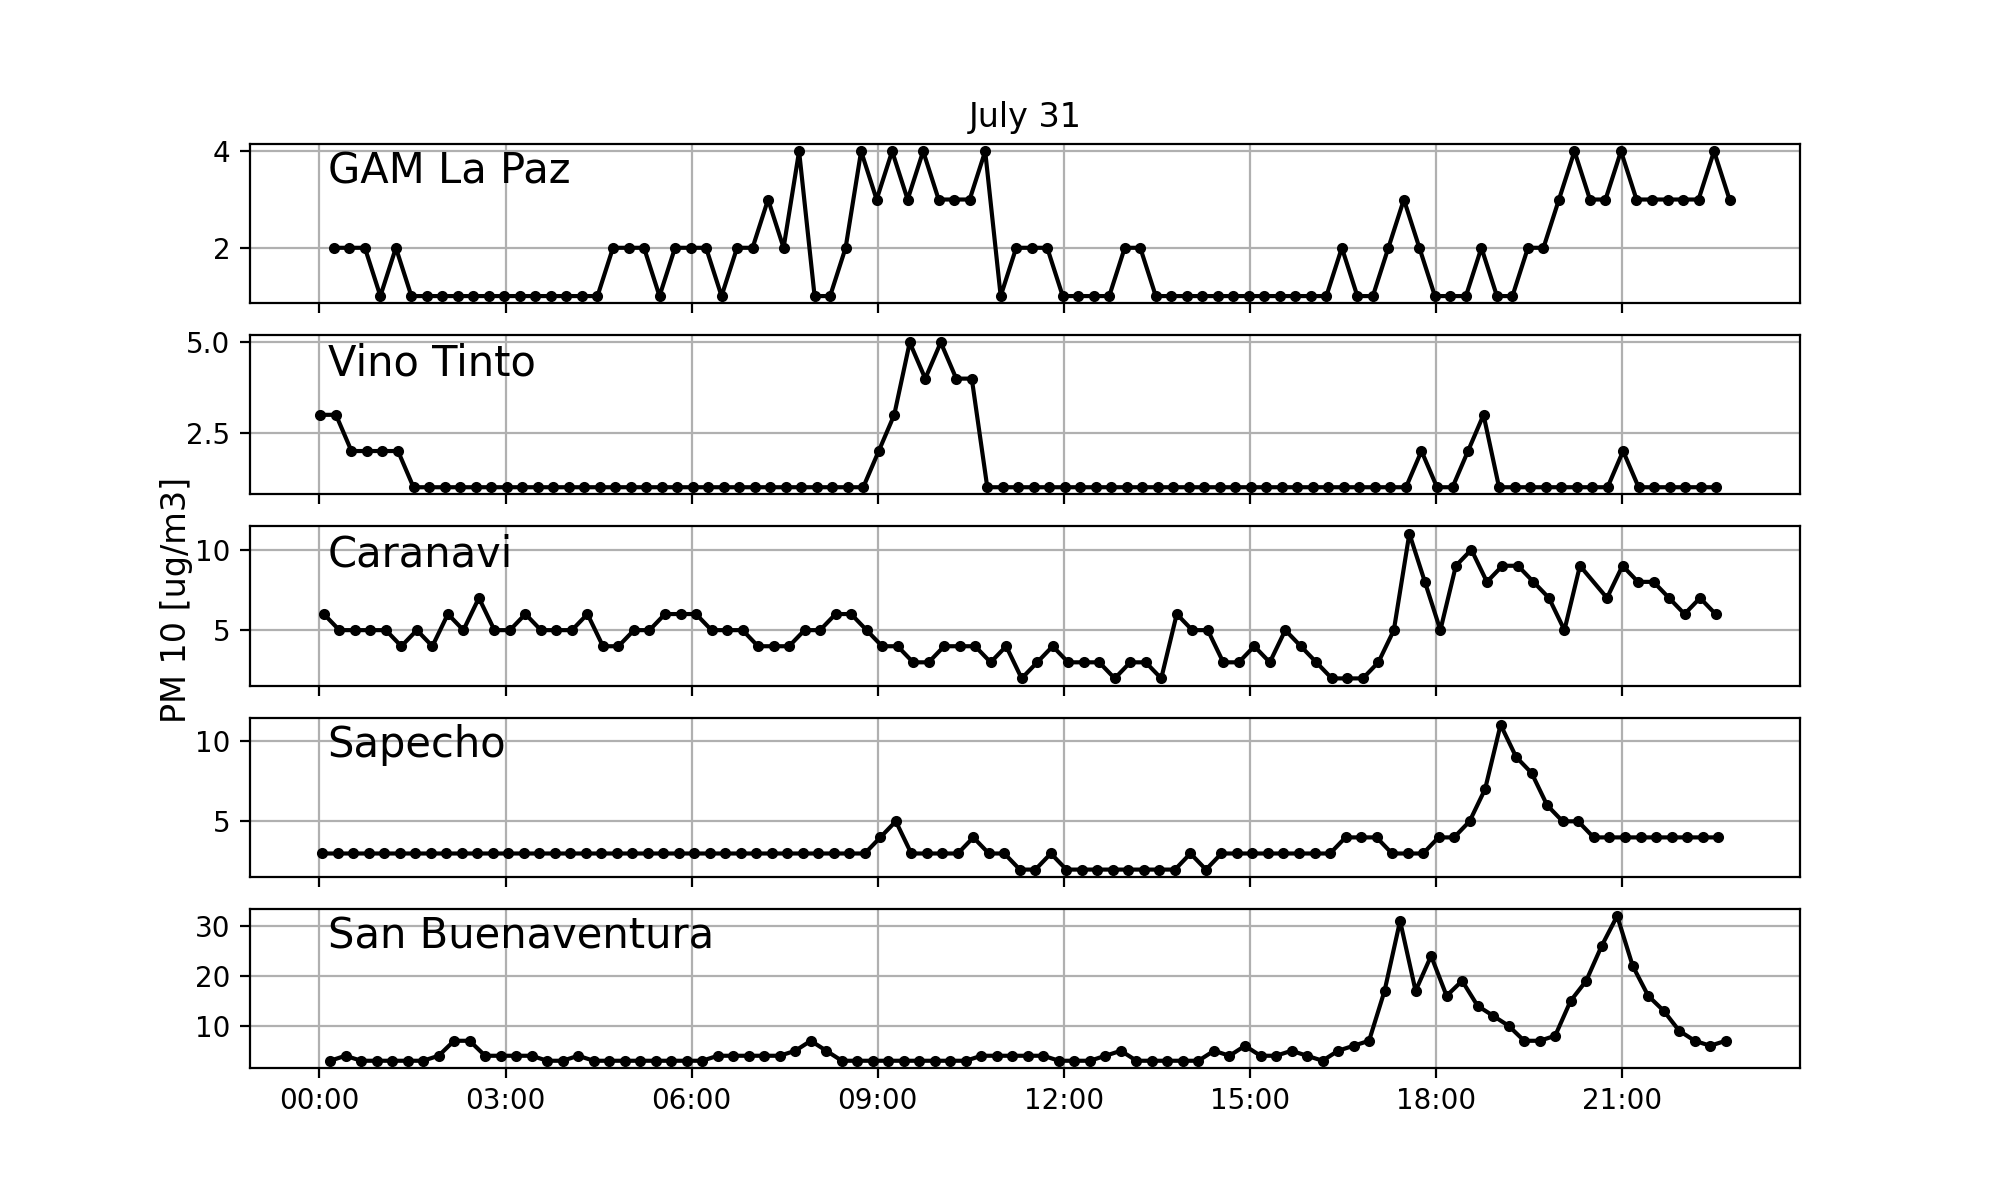 July 31
PM 10 [ug/m3]
GAM La Paz
4
2
Vino Tinto
5.0
2.5
Caranavi
10
5
Sapecho
10
5
San Buenaventura
30
20
10
00:00 03:00 06:00 09:00 12:00 15:00 18:00 21:00